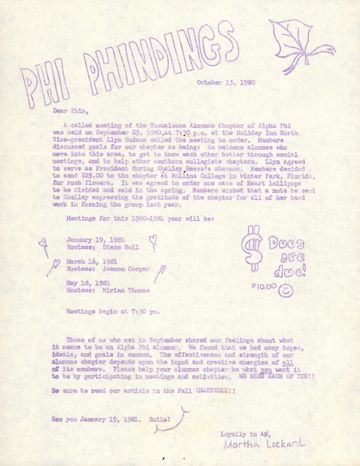 PHI PHINDINGS
October 15, 1980
Dear Phis,
A called meeting of the Tuscaloosa Alumnae Chapter of Alpha Phi
was held on September 25, 1980 at 7:30 p.m. at the Holiday Inn North.
Vice-president Llyn Hudson called the meeting to order. Members
discussed goals for our chapter as being: to welcome alumnae who
move into this area, to get to know each other better through social
meetings, and to help other southern collegiate chapters. Llyn agreed
to serve as President during Shelley absence. Members decided
to send $25.00 to the chapter at Rollins College in Winter Park, Florida,
for rush flowers. It was agreed to order one case of Heart lollipops
to be divided and sold in the spring. Members wished that a note be sent
to Shelley expressing the gratitude of the chapter for all of her hard
work in forming the group last year.
Meetings for this 1980-1981 year will be:
January 19, 1981
Hostess: Diane
March 16, 1981
Hostess: Joanne Cooper
May 18, 1981
Hostess: Miriam Thomas
$ Dues
are
due!
$10.00
Meetings begin at 7:30 pm.
Those of us who met in September shared our feelings about what
it means to be an Alpha Phi Alumnae. We found that we had many hopes,
ideals, and goals in common. The effectiveness and strength of our
alumnae chapter depends upon the input and creative energies of all
of its members. Please help your alumnae chapter be what you want it
to be by participating in meetings and activities. WE NEED EACH OF YOU!!
Be sure to read our article in the Fall QUARTERLY!!
See you January 19, 1981. Smile!
Loyally in AΦ,
Martha Lockard